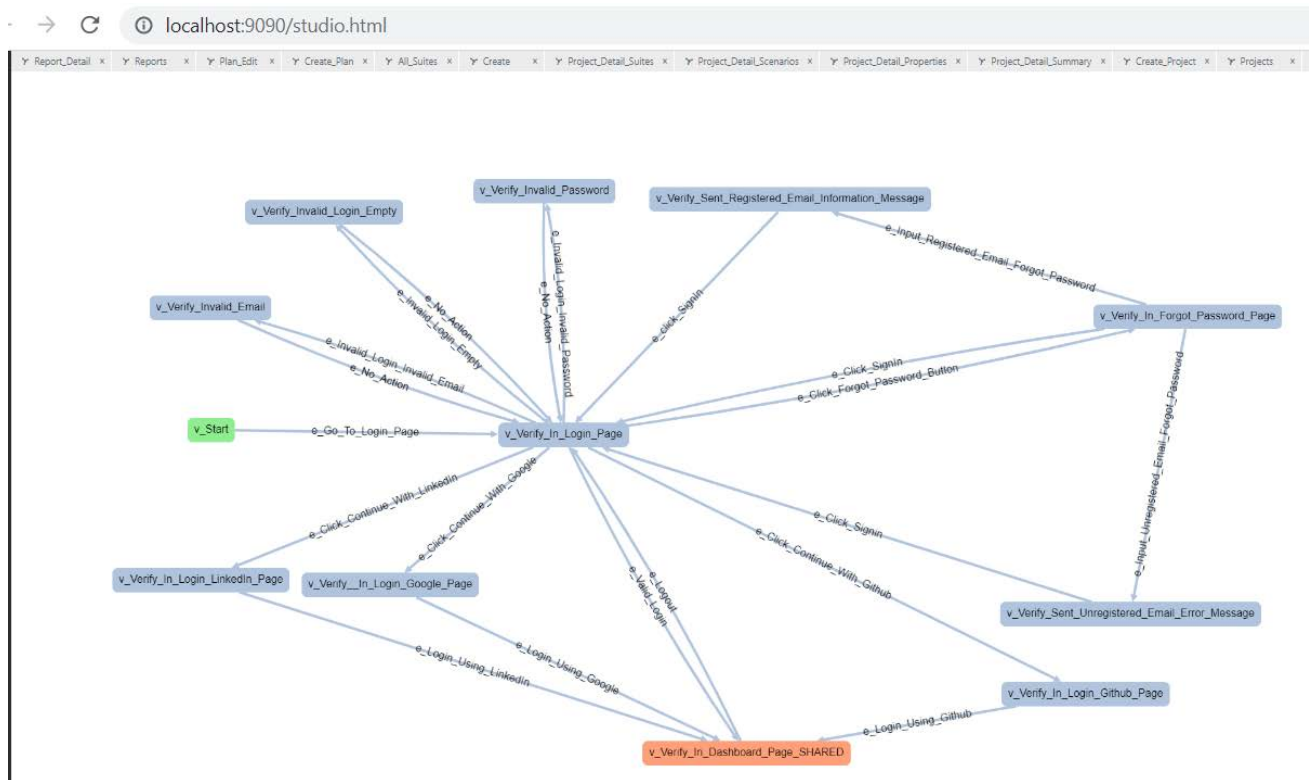 localhost:9090/studio.html
Report_Detail × Reports × Plan_Edit × Create_Plan × All_Suites × Create × Project_Detail_Suites × Project_Detail_Scenarios × Project_Detail_Properties × Project_Detail_Summary × Create_Project × Projects ×
v_Verify_Invalid_Password
v_Verify_Sent_Registered_Email_Information_Message
v_Verify_Invalid_Login_Empty
e_Input_Registered_Email_Forgot_Password
v_Verify_Invalid_Email
e_No_Action
e_Invalid_Login_Empty
e_No_Action
e_Invalid_Login_Invalid_Password
e_click_SignIn
v_Verify_In_Forgot_Password_Page
e_Invalid_Login_Invalid_Email
e_No_Action
e_Click_SignIn
e_Click_Forgot_Password_Button
e_Input_Unregistered_Email_Forgot_Password
v_Start
e_Go_To_Login_Page
v_Verify_In_Login_Page
e_Click_Continue_With_LinkedIn
e_Click_Continue_With_Google
e_Click_Signin
e_Click_Continue_With_Github
v_Verify_In_Login_LinkedIn_Page
v_Verify__In_Login_Google_Page
e_Valid_Login
e_Logout
v_Verify_Sent_Unregistered_Email_Error_Message
e_Login_Using_LinkedIn
e_Login_Using_Google
v_Verify_In_Login_Github_Page
e_Login_Using_Github
v_Verify_In_Dashboard_Page_SHARED